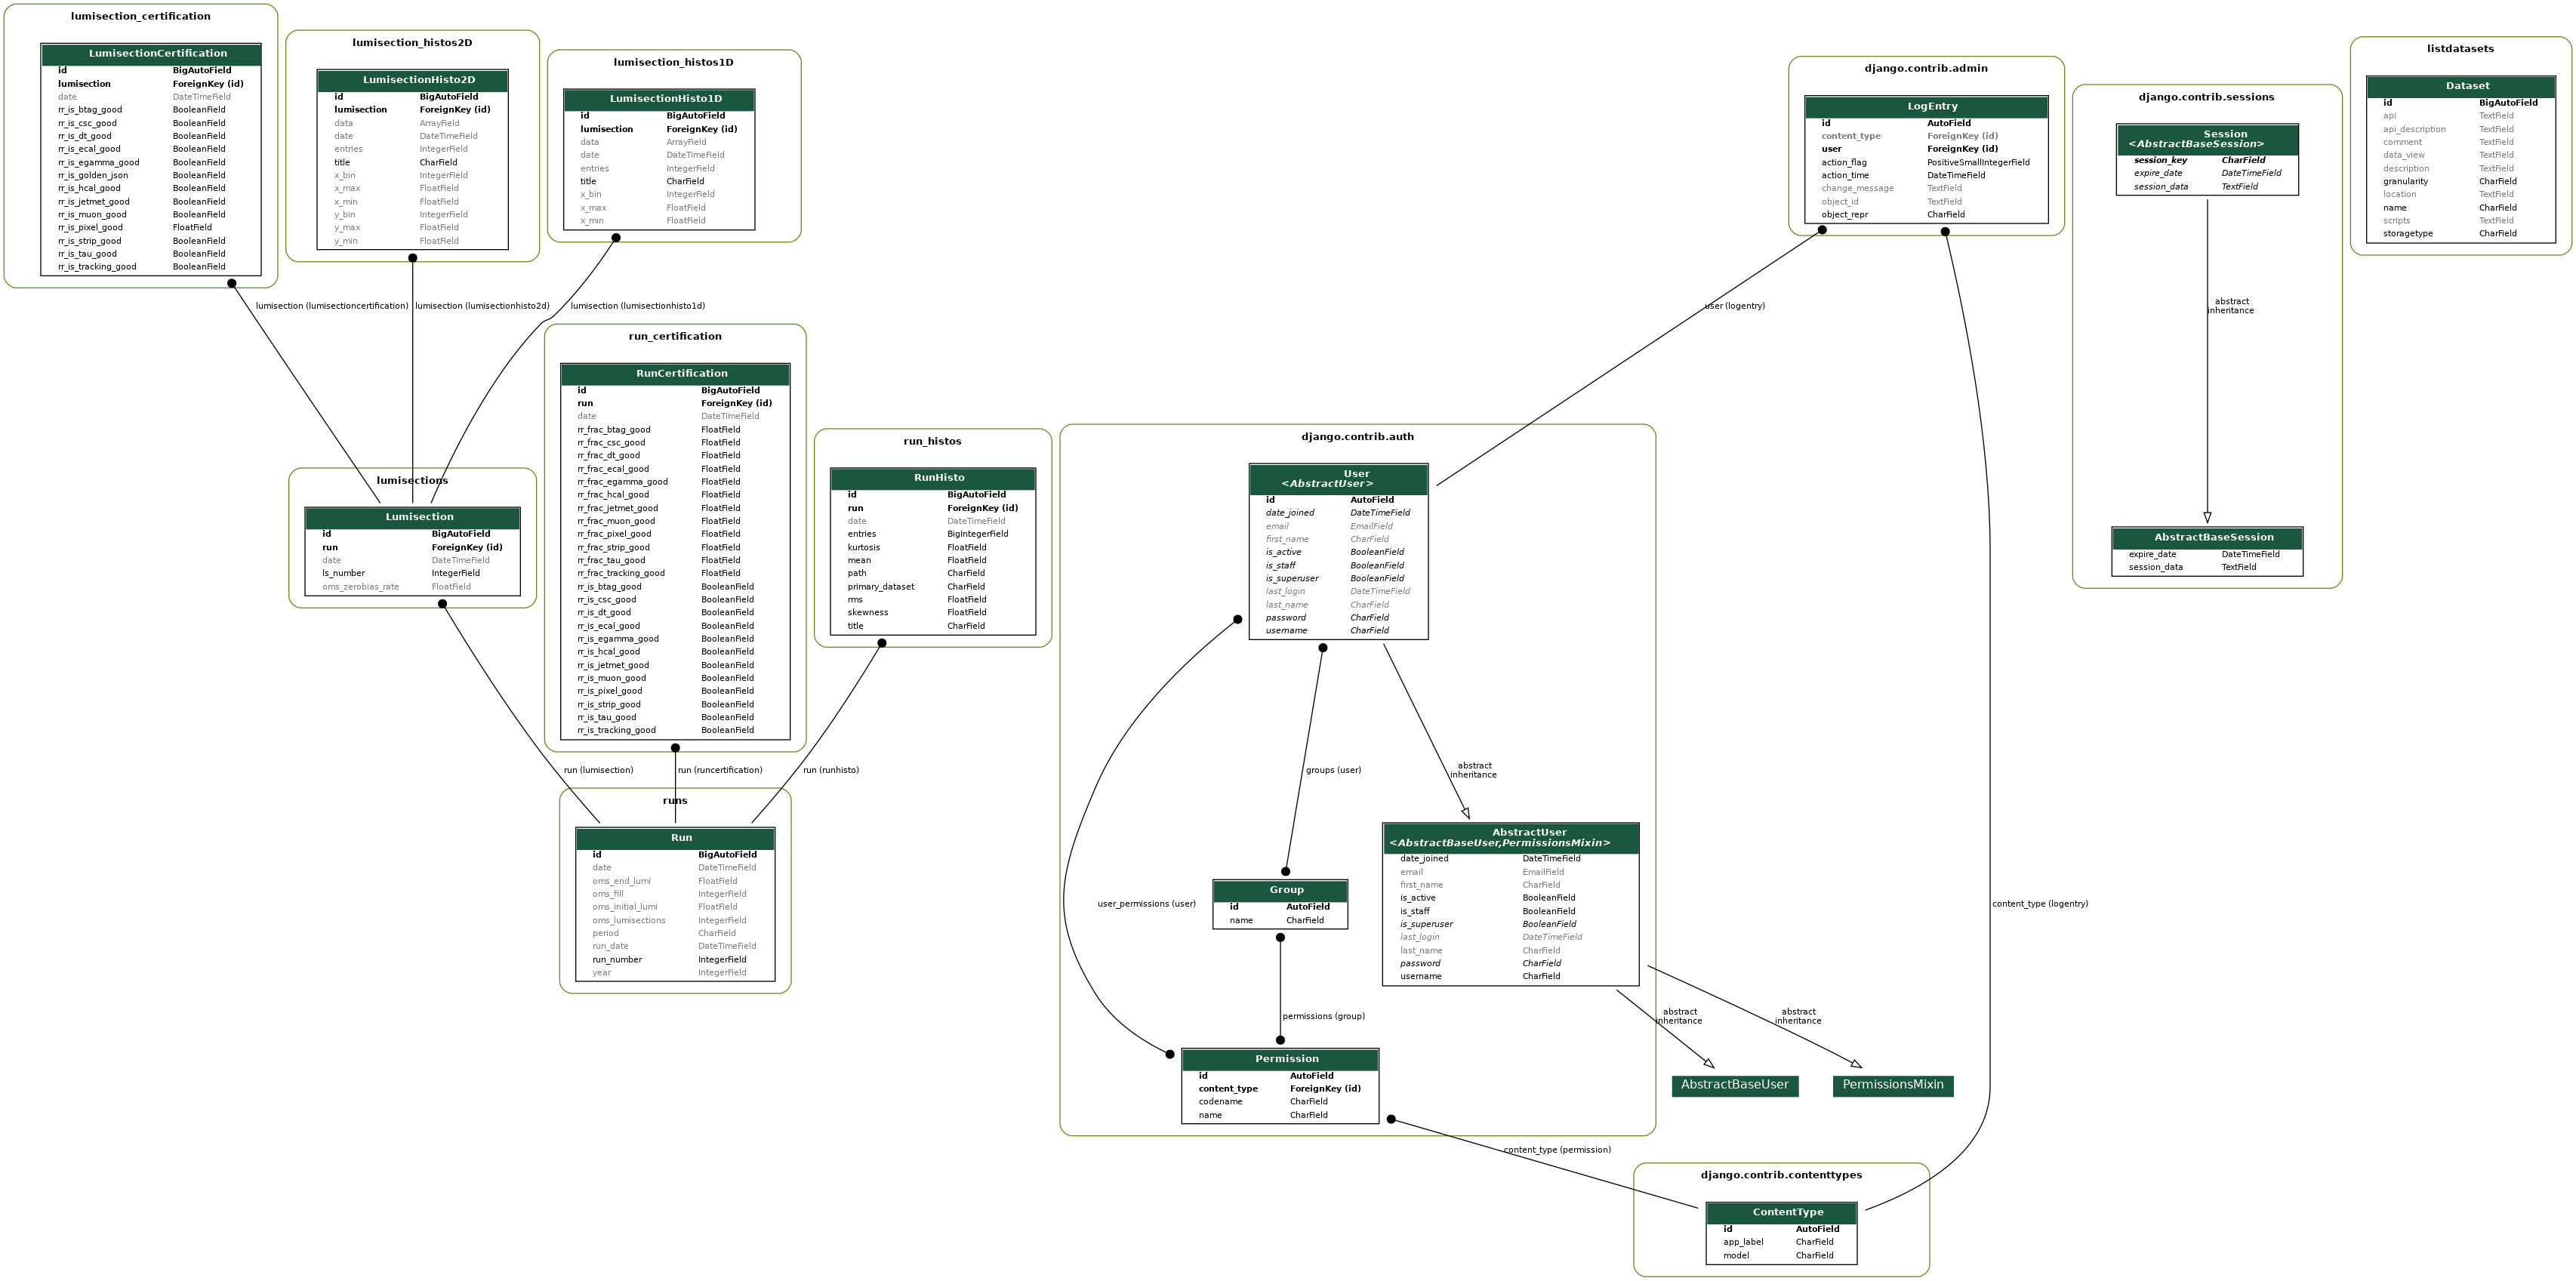 lumisection_certification
LumisectionCertification
id BigAutoField
lumisection ForeignKey (id)
date DateTimeField
rr_is_btag_good BooleanField
rr_is_csc_good BooleanField
rr_is_dt_good BooleanField
rr_is_ecal_good BooleanField
rr_is_egamma_good BooleanField
rr_is_golden_json BooleanField
rr_is_hcal_good BooleanField
rr_is_jetmet_good BooleanField
rr_is_muon_good BooleanField
rr_is_pixel_good FloatField
rr_is_strip_good BooleanField
rr_is_tau_good BooleanField
rr_is_tracking_good BooleanField
lumisection_histos2D
LumisectionHisto2D
id BigAutoField
lumisection ForeignKey (id)
data ArrayField
date DateTimeField
entries IntegerField
title CharField
x_bin IntegerField
x_max FloatField
x_min FloatField
y_bin IntegerField
y_max FloatField
y_min FloatField
lumisection_histos1D
LumisectionHisto1D
id BigAutoField
lumisection ForeignKey (id)
data ArrayField
date DateTimeField
entries IntegerField
title CharField
x_bin IntegerField
x_max FloatField
x_min FloatField
django.contrib.admin
LogEntry
id AutoField
content_type ForeignKey (id)
user ForeignKey (id)
action_flag PositiveSmallIntegerField
action_time DateTimeField
change_message TextField
object_id TextField
object_repr CharField
django.contrib.sessions
Session
<AbstractBaseSession>
session_key CharField
expire_date DateTimeField
session_data TextField
abstract
inheritance
AbstractBaseSession
expire_date DateTimeField
session_data TextField
listdatasets
Dataset
id BigAutoField
api TextField
api_description TextField
comment TextField
data_view TextField
description TextField
granularity CharField
location TextField
name CharField
scripts TextField
storagetype CharField
lumisection (lumisectioncertification)
lumisection (lumisectionhisto2d)
lumisection (lumisectionhisto1d)
user (logentry)
lumisections
Lumisection
id BigAutoField
run ForeignKey (id)
date DateTimeField
ls_number IntegerField
oms_zerobias_rate FloatField
run_certification
RunCertification
id BigAutoField
run ForeignKey (id)
date DateTimeField
rr_frac_btag_good FloatField
rr_frac_csc_good FloatField
rr_frac_dt_good FloatField
rr_frac_ecal_good FloatField
rr_frac_egamma_good FloatField
rr_frac_hcal_good FloatField
rr_frac_jetmet_good FloatField
rr_frac_muon_good FloatField
rr_frac_pixel_good FloatField
rr_frac_strip_good FloatField
rr_frac_tau_good FloatField
rr_frac_tracking_good FloatField
rr_is_btag_good BooleanField
rr_is_csc_good BooleanField
rr_is_dt_good BooleanField
rr_is_ecal_good BooleanField
rr_is_egamma_good BooleanField
rr_is_hcal_good BooleanField
rr_is_jetmet_good BooleanField
rr_is_muon_good BooleanField
rr_is_pixel_good BooleanField
rr_is_strip_good BooleanField
rr_is_tau_good BooleanField
rr_is_tracking_good BooleanField
run_histos
RunHisto
id BigAutoField
run ForeignKey (id)
date DateTimeField
entries BigIntegerField
kurtosis FloatField
mean FloatField
path CharField
primary_dataset CharField
rms FloatField
skewness FloatField
title CharField
run (lumisection)
run (runcertification)
run (runhisto)
runs
Run
id BigAutoField
date DateTimeField
oms_end_lumi FloatField
oms_fill IntegerField
oms_initial_lumi FloatField
oms_lumisections IntegerField
period CharField
run_date DateTimeField
run_number IntegerField
year IntegerField
django.contrib.auth
User
<AbstractUser>
id AutoField
date_joined DateTimeField
email EmailField
first_name CharField
is_active BooleanField
is_staff BooleanField
is_superuser BooleanField
last_login DateTimeField
last_name CharField
password CharField
username CharField
groups (user)
abstract
inheritance
user_permissions (user)
Group
id AutoField
name CharField
AbstractUser
<AbstractBaseUser,PermissionsMixin>
date_joined DateTimeField
email EmailField
first_name CharField
is_active BooleanField
is_staff BooleanField
is_superuser BooleanField
last_login DateTimeField
last_name CharField
password CharField
username CharField
content_type (logentry)
permissions (group)
abstract
inheritance
abstract
inheritance
Permission
id AutoField
content_type ForeignKey (id)
codename CharField
name CharField
AbstractBaseUser
PermissionsMixin
content_type (permission)
django.contrib.contenttypes
ContentType
id AutoField
app_label CharField
model CharField